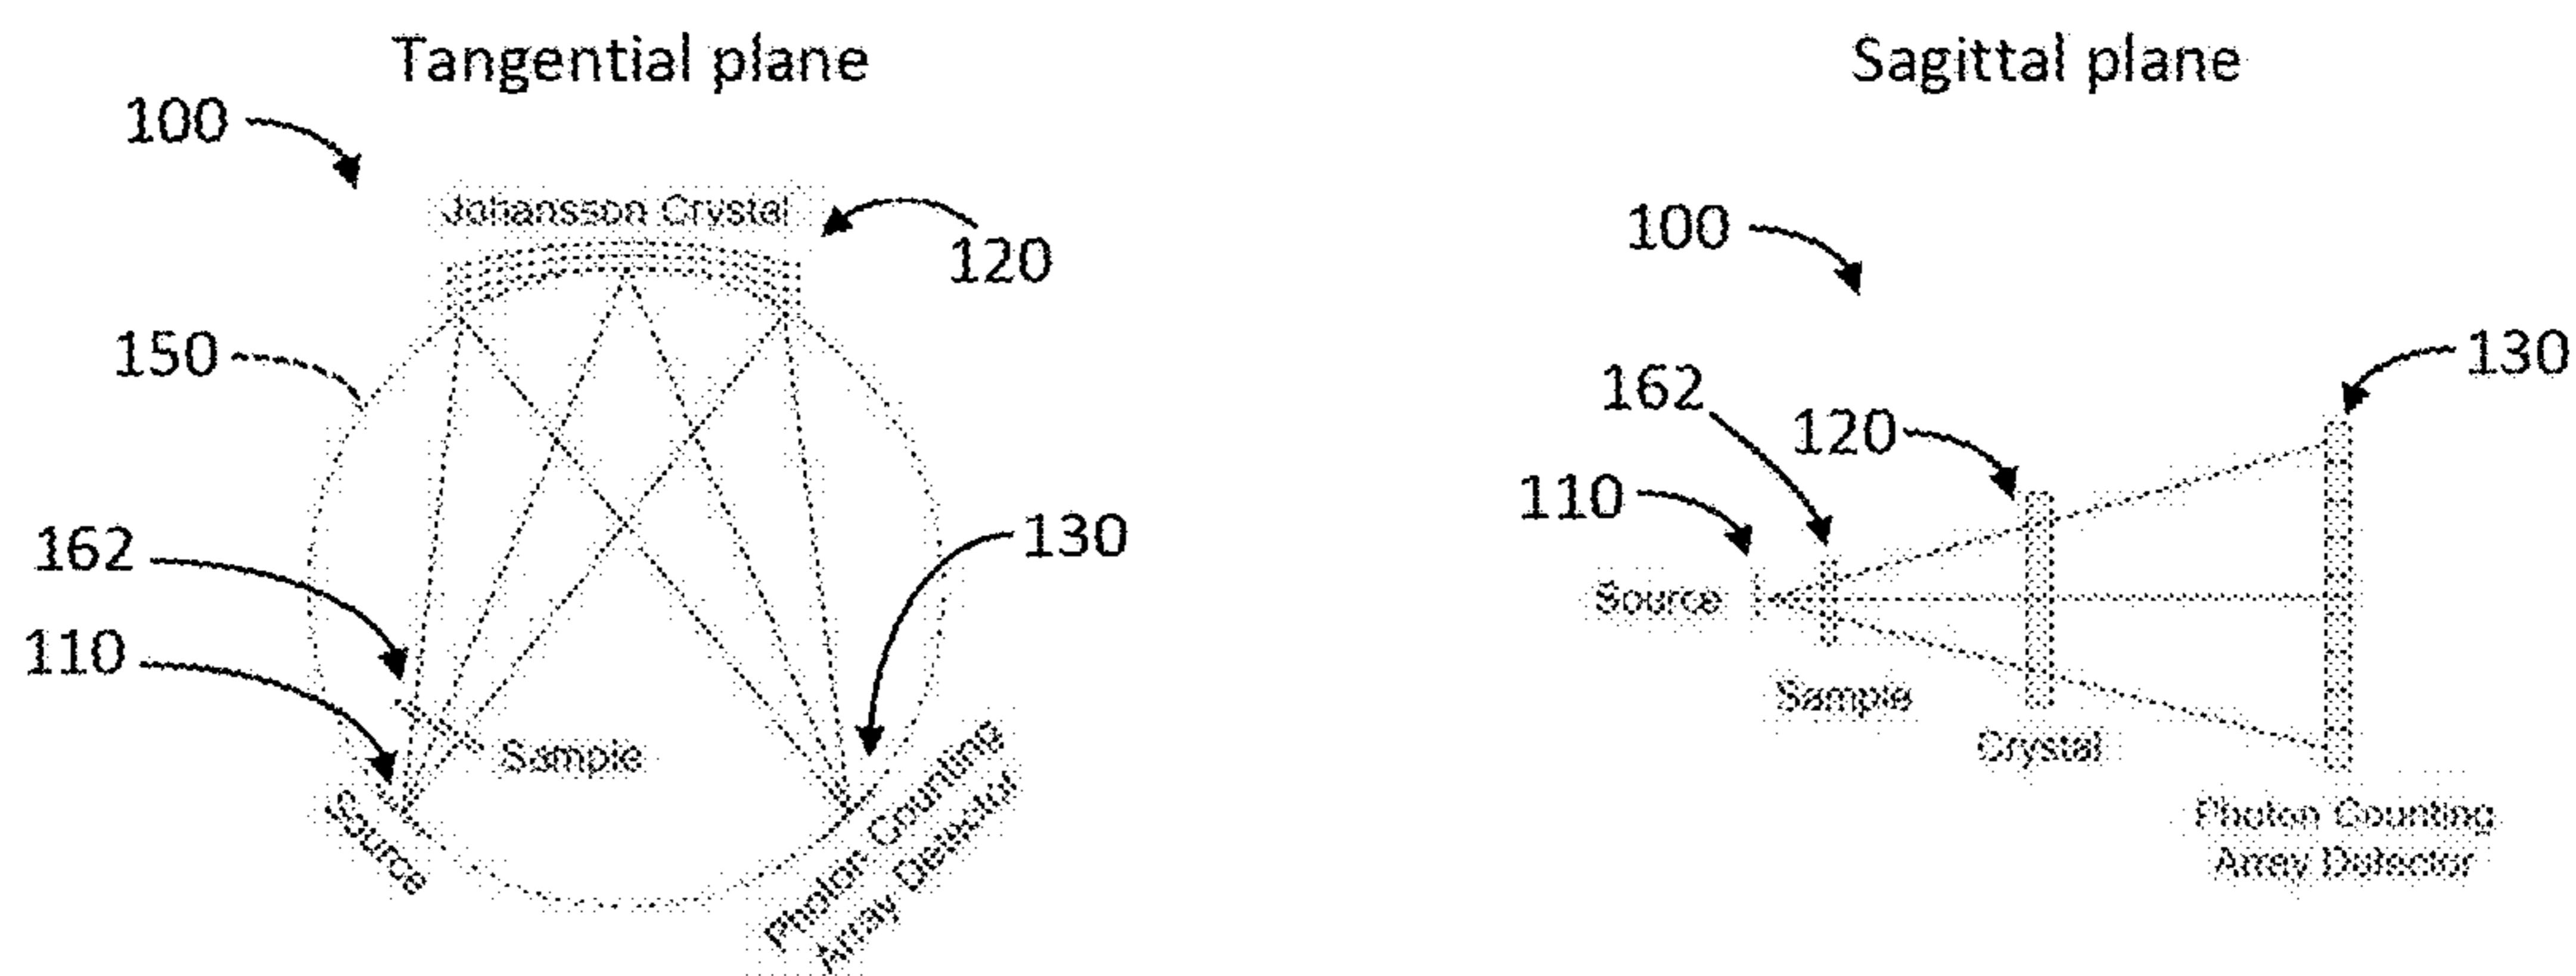 Tangential plane
100
Johansson Crystal
120
150
162
130
110
Sample
Source
Photon Counting
Array Detector
Sagittal plane
100
130
162
120
110
Source
Sample
Crystal
Photon Counting
Array Detector